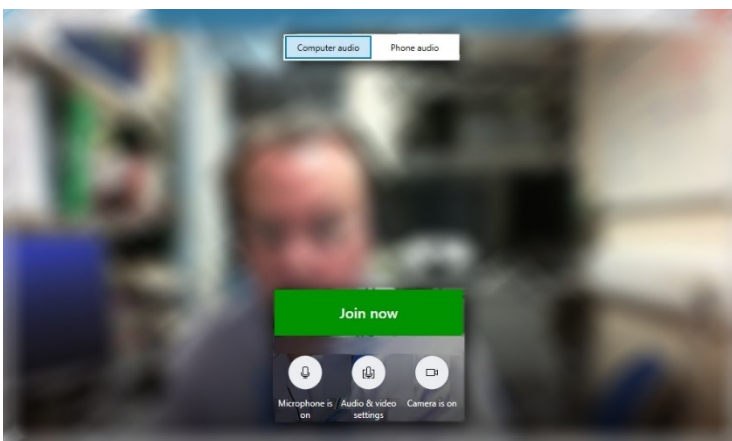 Computer audio Phone audio
Join now
Microphone is on Audio & video settings Camera is on